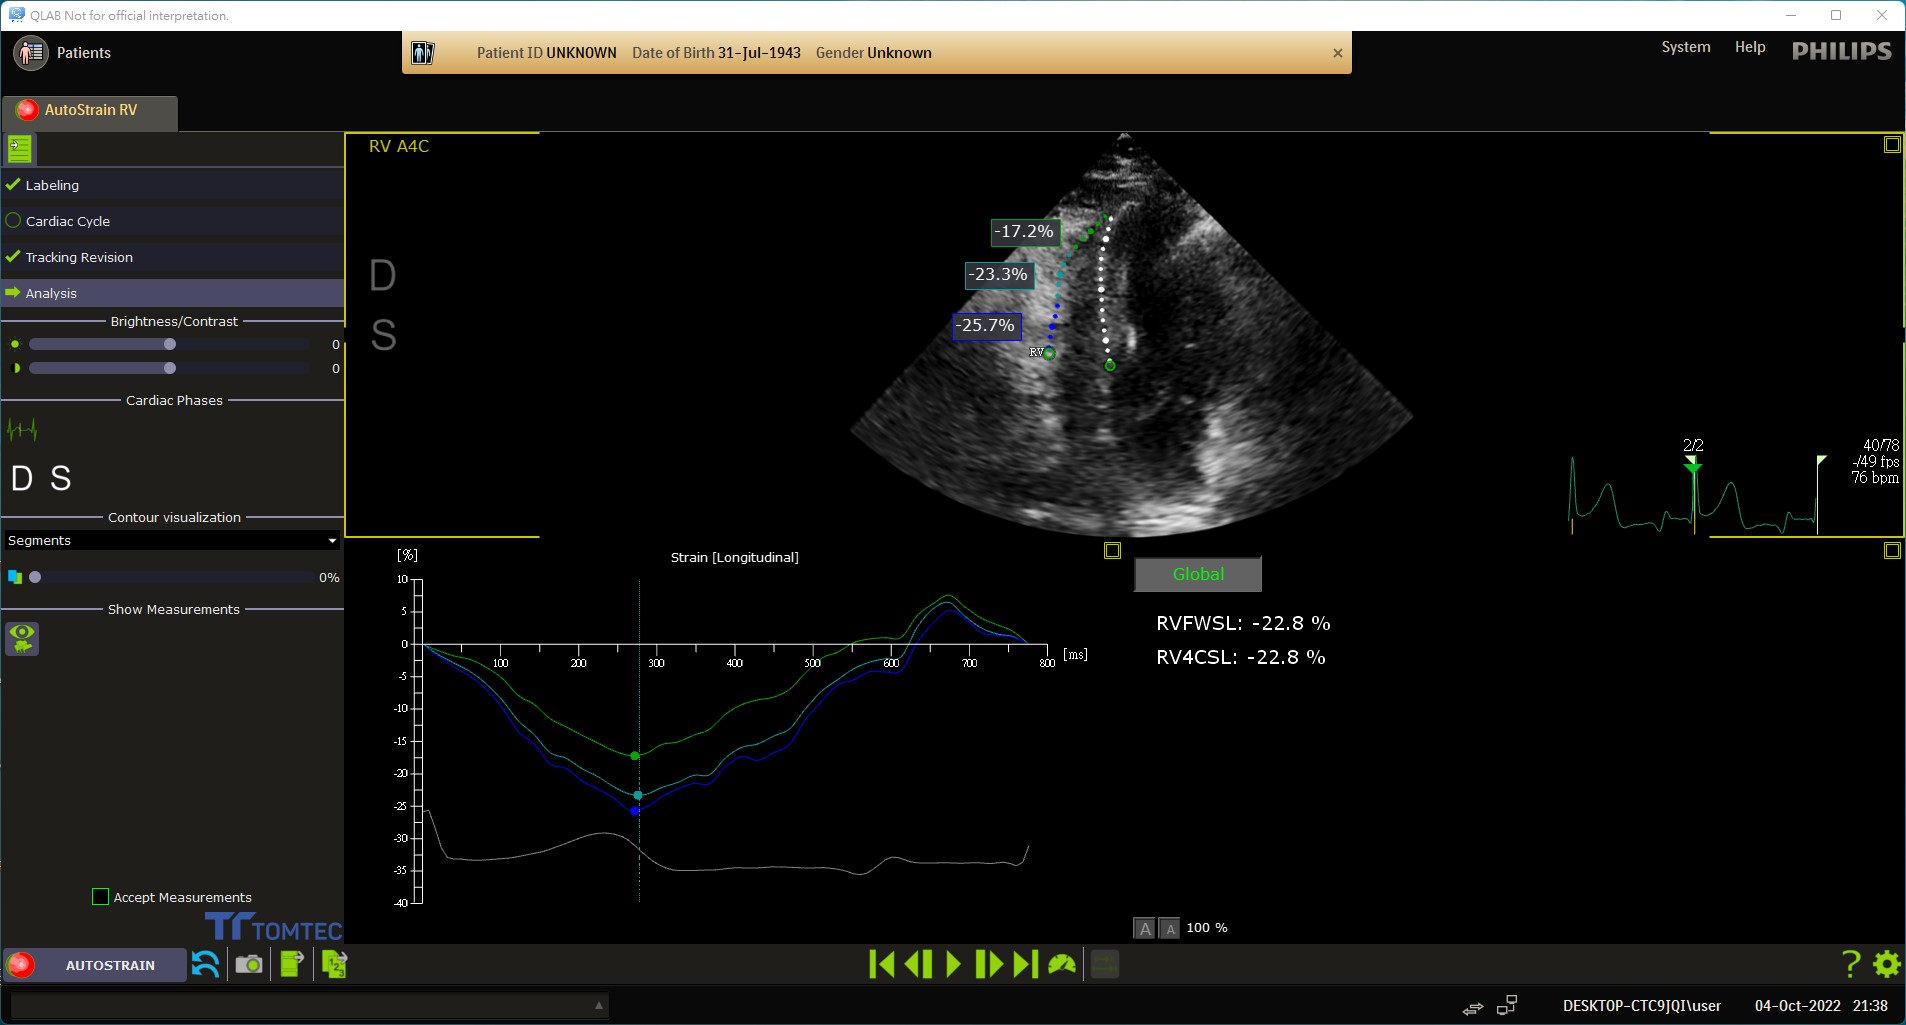 QLAB Not for official interpretation.
Patients
Patient ID UNKNOWN Date of Birth 31-Jul-1943 Gender Unknown
System Help PHILIPS
AutoStrain RV
Labeling
Cardiac Cycle
Tracking Revision
Analysis
Brightness/Contrast
0
0
Cardiac Phases
D S
Contour visualization
Segments
0%
Show Measurements
Accept Measurements
TOMTEC
RV A4C
D
S
-17.2%
-23.3%
-25.7%
RV
2/2
40/78
-/49 fps
76 bpm
[%]
Strain [Longitudinal]
10
5
0
-5
-10
-15
-20
-25
-30
-35
-40
100 200 300 400 500 600 700 800 [ms]
Global
RVFWSL: -22.8 %
RV4CSL: -22.8 %
A A 100 %
AUTOSTRAIN
1 2 3
?
DESKTOP-CTC9JQI\user 04-Oct-2022 21:38